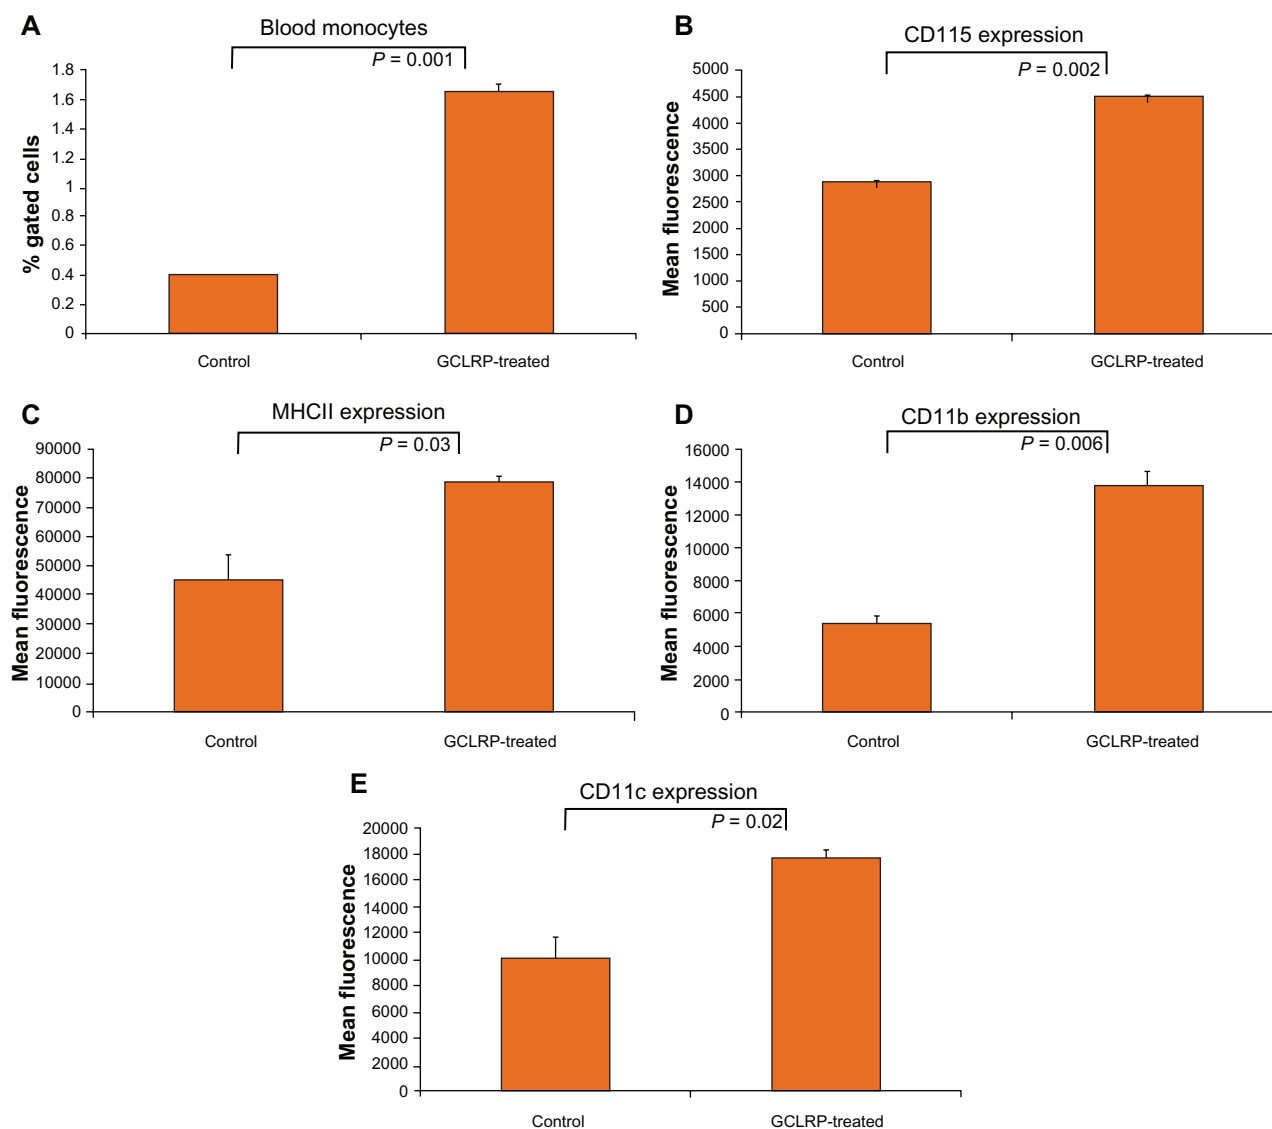 A
Blood monocytes
P = 0.001
% gated cells
1.8
1.6
1.4
1.2
1
0.8
0.6
0.4
0.2
0
Control
GCLRP-treated
B
CD115 expression
P = 0.002
Mean fluorescence
5000
4500
4000
3500
3000
2500
2000
1500
1000
500
0
Control
GCLRP-treated
C
MHCII expression
P = 0.03
Mean fluorescence
90000
80000
70000
60000
50000
40000
30000
20000
10000
0
Control
GCLRP-treated
D
CD11b expression
P = 0.006
Mean fluorescence
16000
14000
12000
10000
8000
6000
4000
2000
0
Control
GCLRP-treated
E
CD11c expression
P = 0.02
Mean fluorescence
20000
18000
16000
14000
12000
10000
8000
6000
4000
2000
0
Control
GCLRP-treated